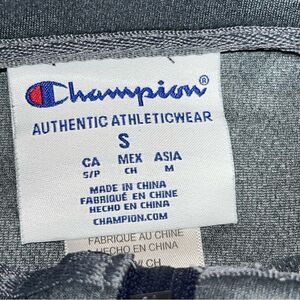 Champion®
AUTHENTIC ATHLETICWEAR
S
CA MEX ASIA
S/P CH M
MADE IN CHINA
FABRIQUÉ EN CHINE
HECHO EN CHINA
CHAMPION.COM
FABRIQUE AU CHINE
HECHO EN CHINA
CH